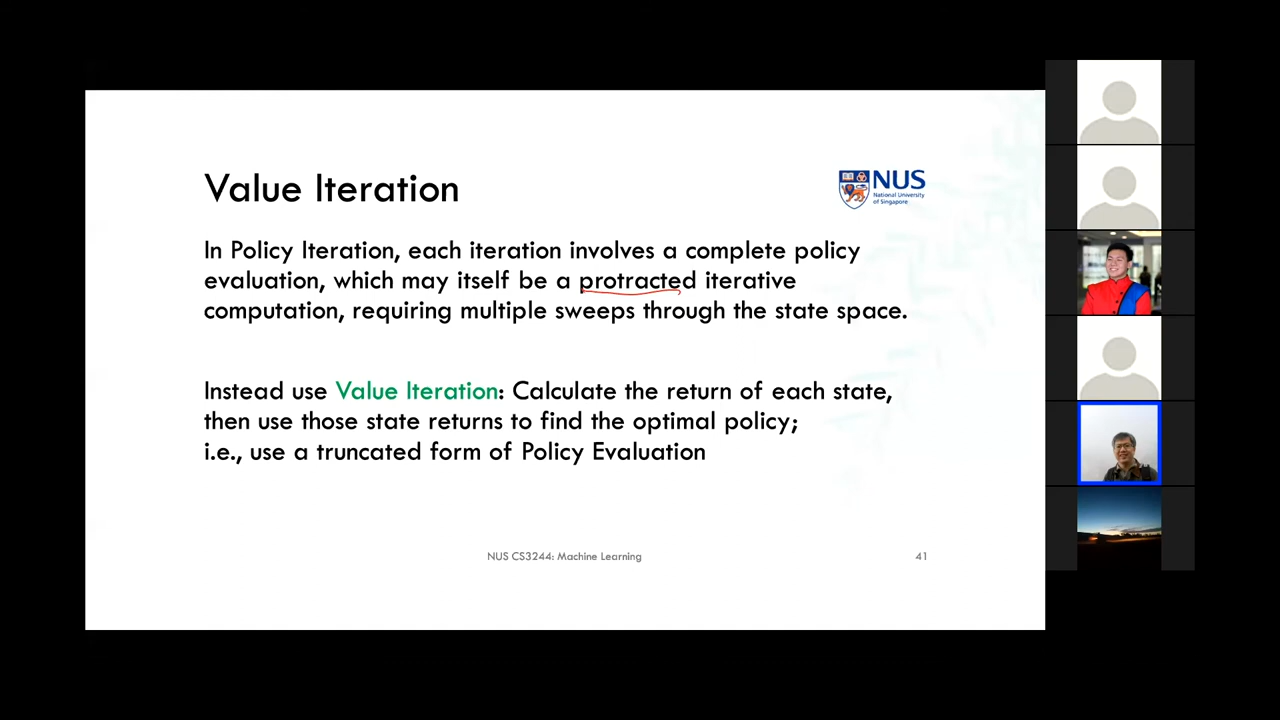 Value Iteration
NUS
National University
of Singapore
In Policy Iteration, each iteration involves a complete policy
evaluation, which may itself be a protracted iterative
computation, requiring multiple sweeps through the state space.
Instead use Value Iteration: Calculate the return of each state,
then use those state returns to find the optimal policy;
i.e., use a truncated form of Policy Evaluation
NUS CS3244: Machine Learning
41